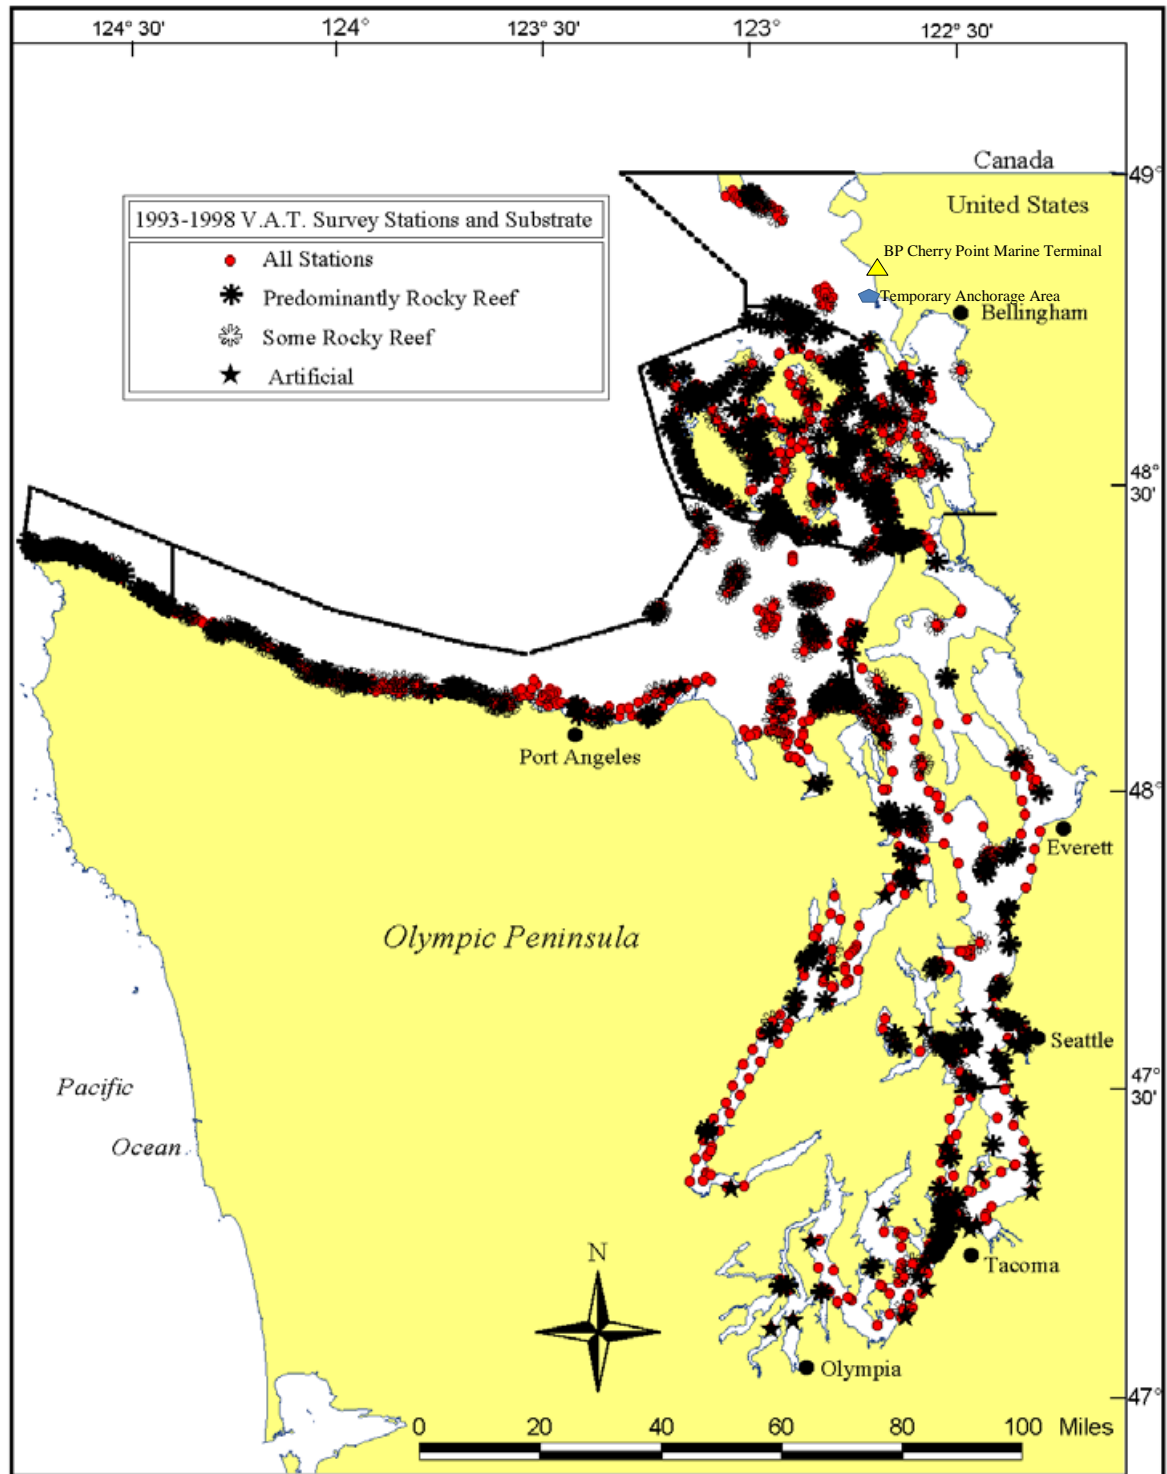 124° 30'
124°
123° 30'
123°
122° 30'
Canada
49°
United States
1993-1998 V.A.T. Survey Stations and Substrate
All Stations
Predominantly Rocky Reef
Some Rocky Reef
Artificial
BP Cherry Point Marine Terminal
Temporary Anchorage Area
Bellingham
48°
30'
Port Angeles
48°
Everett
Olympic Peninsula
Seattle
Pacific
Ocean
47°
30'
N
Tacoma
Olympia
47°
0 20 40 60 80 100 Miles